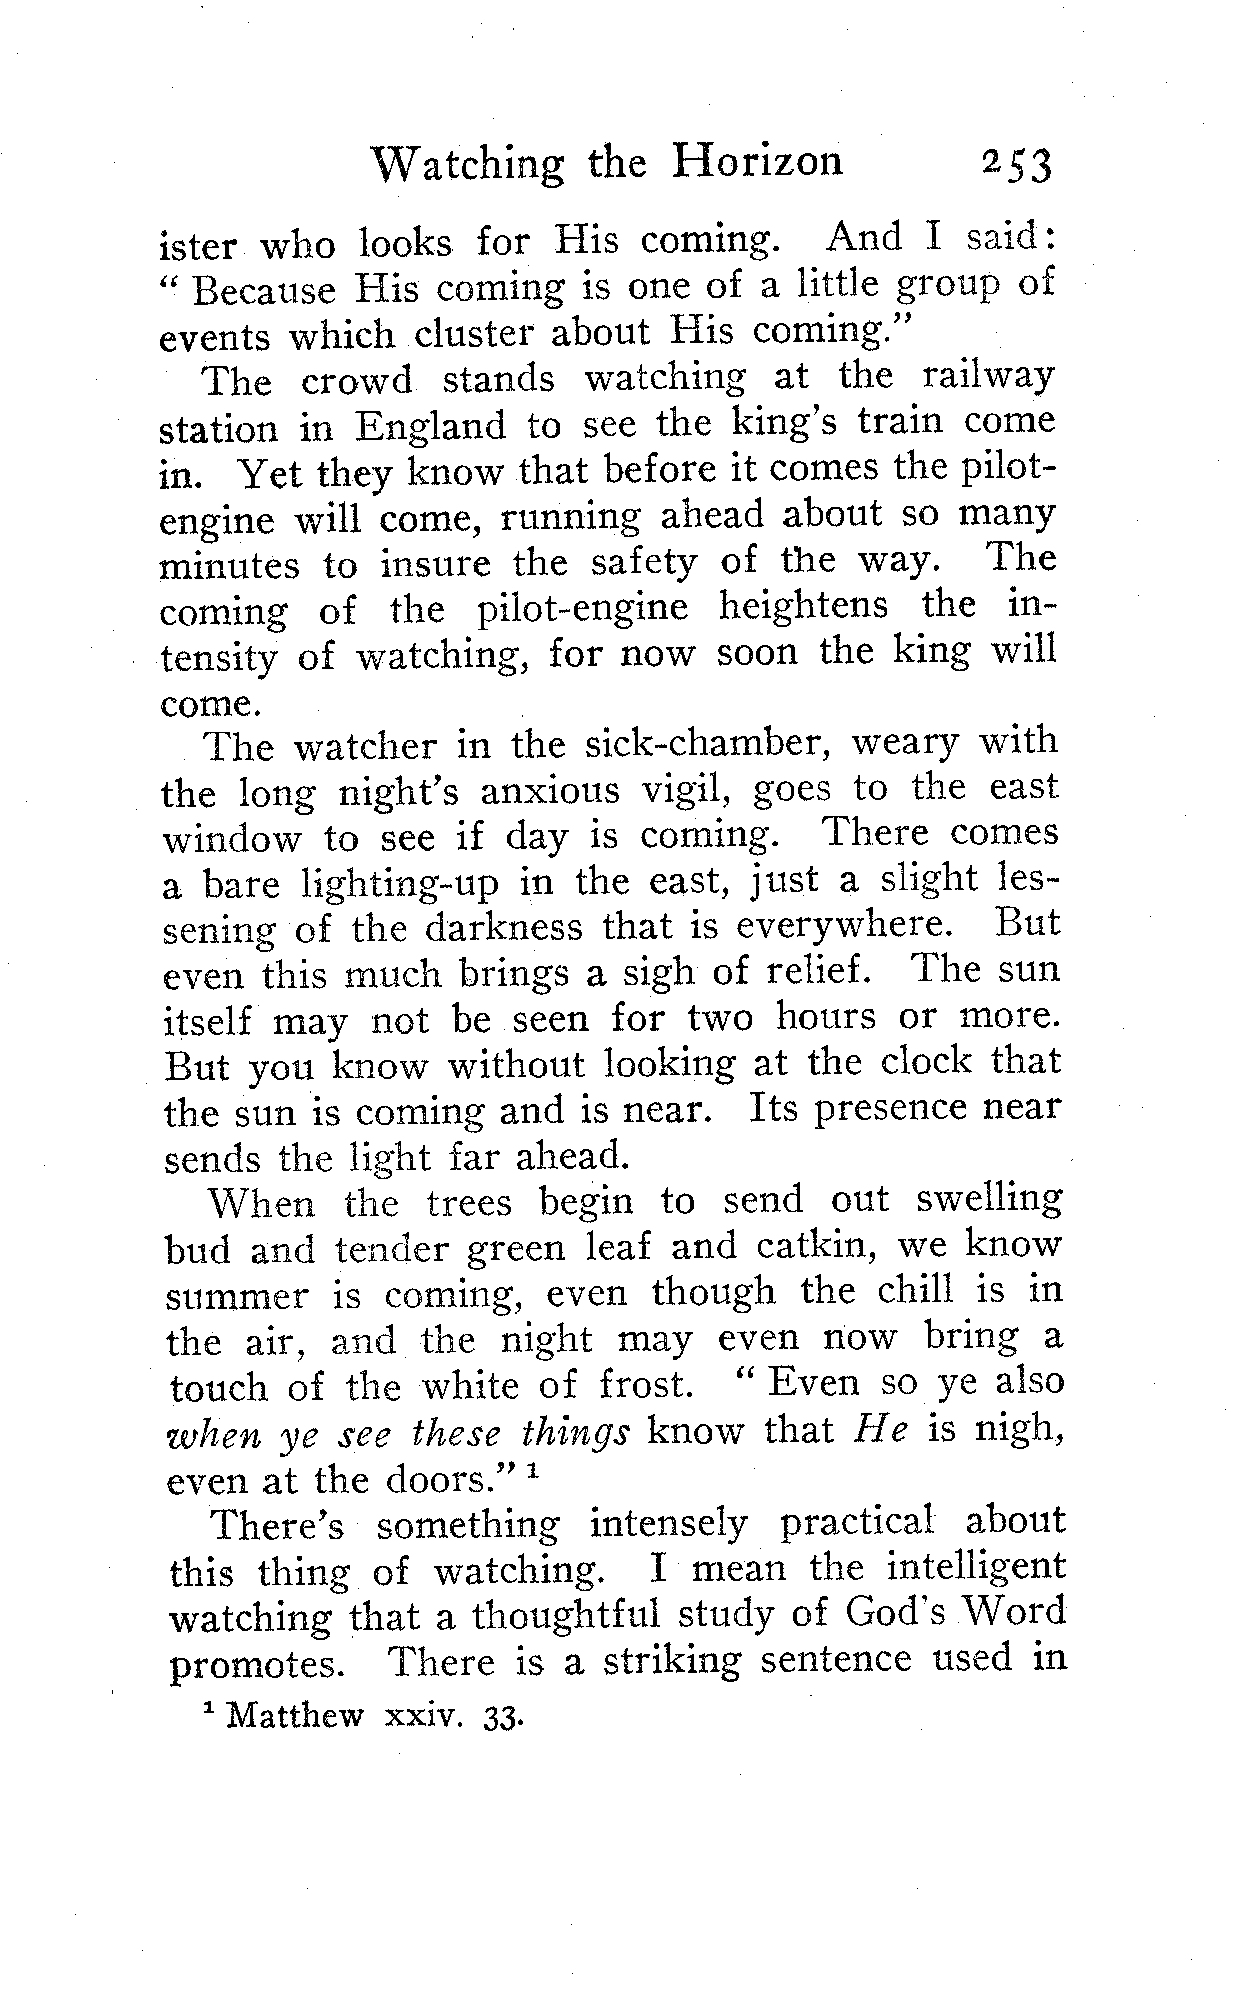 Watching the Horizon 253
ister who looks for His coming. And I said:
“ Because His coming is one of a little group of
events which cluster about His coming.”
The crowd stands watching at the railway
station in England to see the king's train come
in. Yet they know that before it comes the pilot-
engine will come, running ahead about so many
minutes to insure the safety of the way. The
coming of the pilot-engine heightens the in-
tensity of watching, for now soon the king will
come.
The watcher in the sick-chamber, weary with
the long night's anxious vigil, goes to the east
window to see if day is coming. There comes
a bare lighting-up in the east, just a slight les-
sening of the darkness that is everywhere. But
even this much brings a sigh of relief. The sun
itself may not be seen for two hours or more.
But you know without looking at the clock that
the sun is coming and is near. Its presence near
sends the light far ahead.
When the trees begin to send out swelling
bud and tender green leaf and catkin, we know
summer is coming, even though the chill is in
the air, and the night may even now bring a
touch of the white of frost. “ Even so ye also
when ye see these things know that He is nigh,
even at the doors.” ¹
There's something intensely practical about
this thing of watching. I mean the intelligent
watching that a thoughtful study of God's Word
promotes. There is a striking sentence used in
¹ Matthew xxiv. 33.